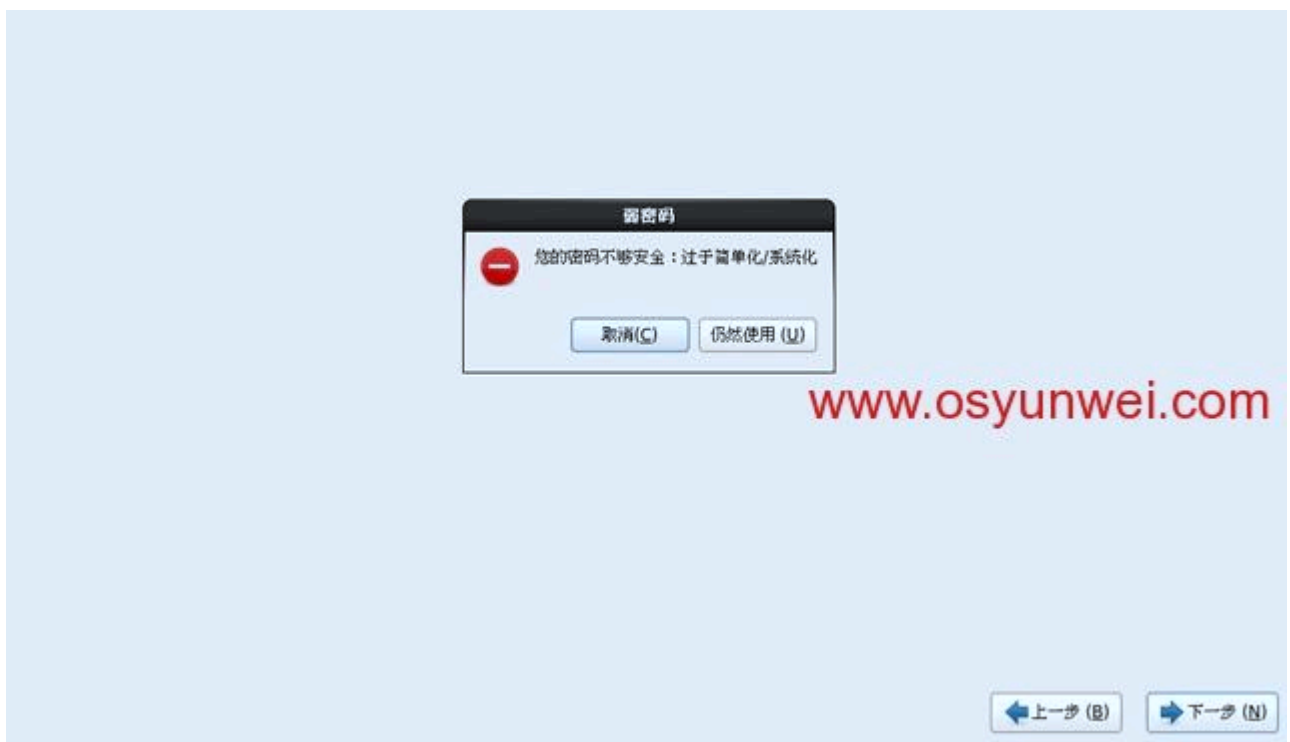 弱密码
您的密码不够安全：过于简单化/系统化
取消(C) 仍然使用 (U)
www.osyunwei.com
上一步 (B) 下一步 (N)